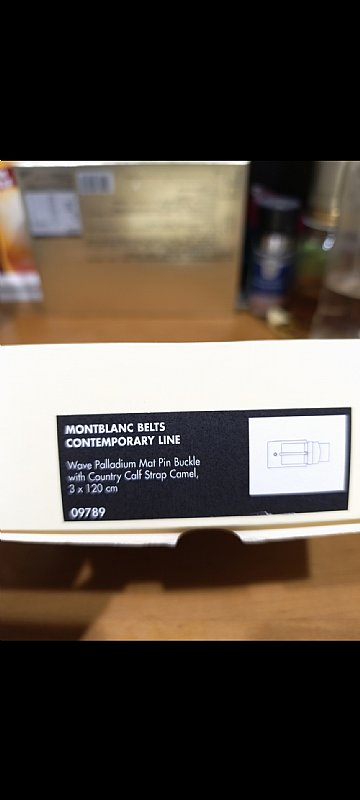 MONTBLANC BELTS
CONTEMPORARY LINE
Wave Palladium Mat Pin Buckle
with Country Calf Strap Camel,
3 x 120 cm
09789